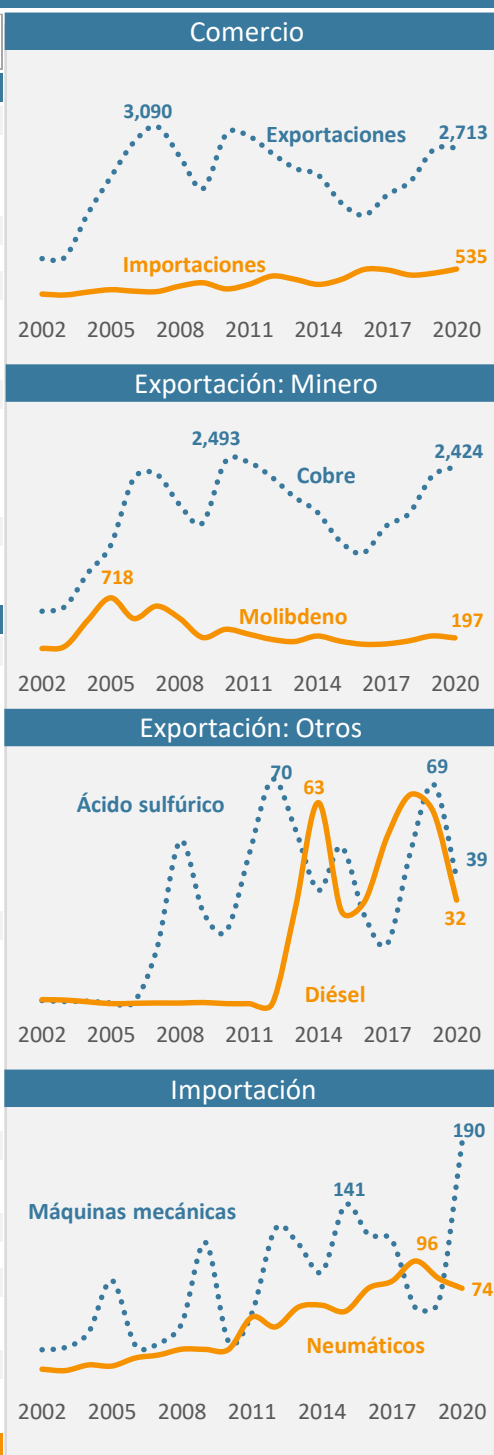 Comercio
3,090
Exportaciones
2,713
Importaciones
535
2002 2005 2008 2011 2014 2017 2020
Exportación: Minero
2,493
2,424
Cobre
718
Molibdeno
197
2002 2005 2008 2011 2014 2017 2020
Exportación: Otros
70
69
63
Ácido sulfúrico
39
32
Diésel
2002 2005 2008 2011 2014 2017 2020
Importación
190
141
Máquinas mecánicas
96
74
Neumáticos
2002 2005 2008 2011 2014 2017 2020